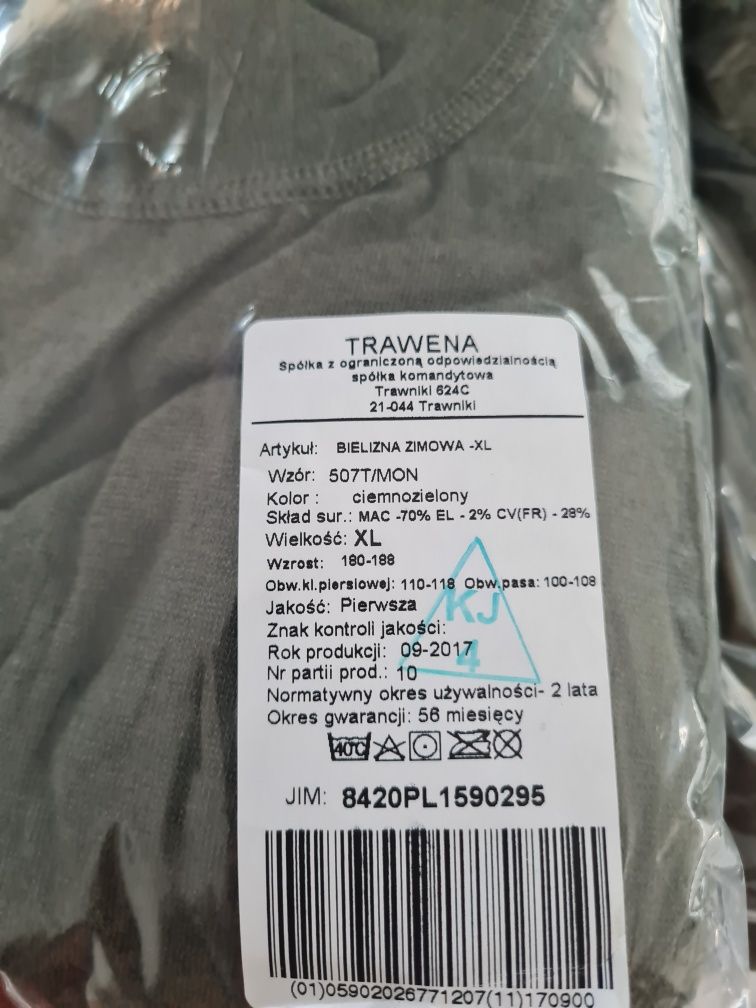 TRAWENA
Spółka z ograniczoną odpowiedzialnością
spółka komandytowa
Trawniki 624C
21-044 Trawniki
Artykuł: BIELIZNA ZIMOWA -XL
Wzór: 507T/MON
Kolor : ciemnozielony
Skład sur.: MAC -70% EL - 2% CV(FR) - 28%
Wielkość: XL
Wzrost: 180-188
Obw.kl.piersiowej: 110-118 Obw.pasa: 100-108
Jakość: Pierwsza
KJ
Znak kontroli jakości:
Rok produkcji: 09-2017
4
Nr partii prod.: 10
Normatywny okres używalności- 2 lata
Okres gwarancji: 56 miesięcy
40°C
JIM: 8420PL1590295
(01)05902026771207(11)170900